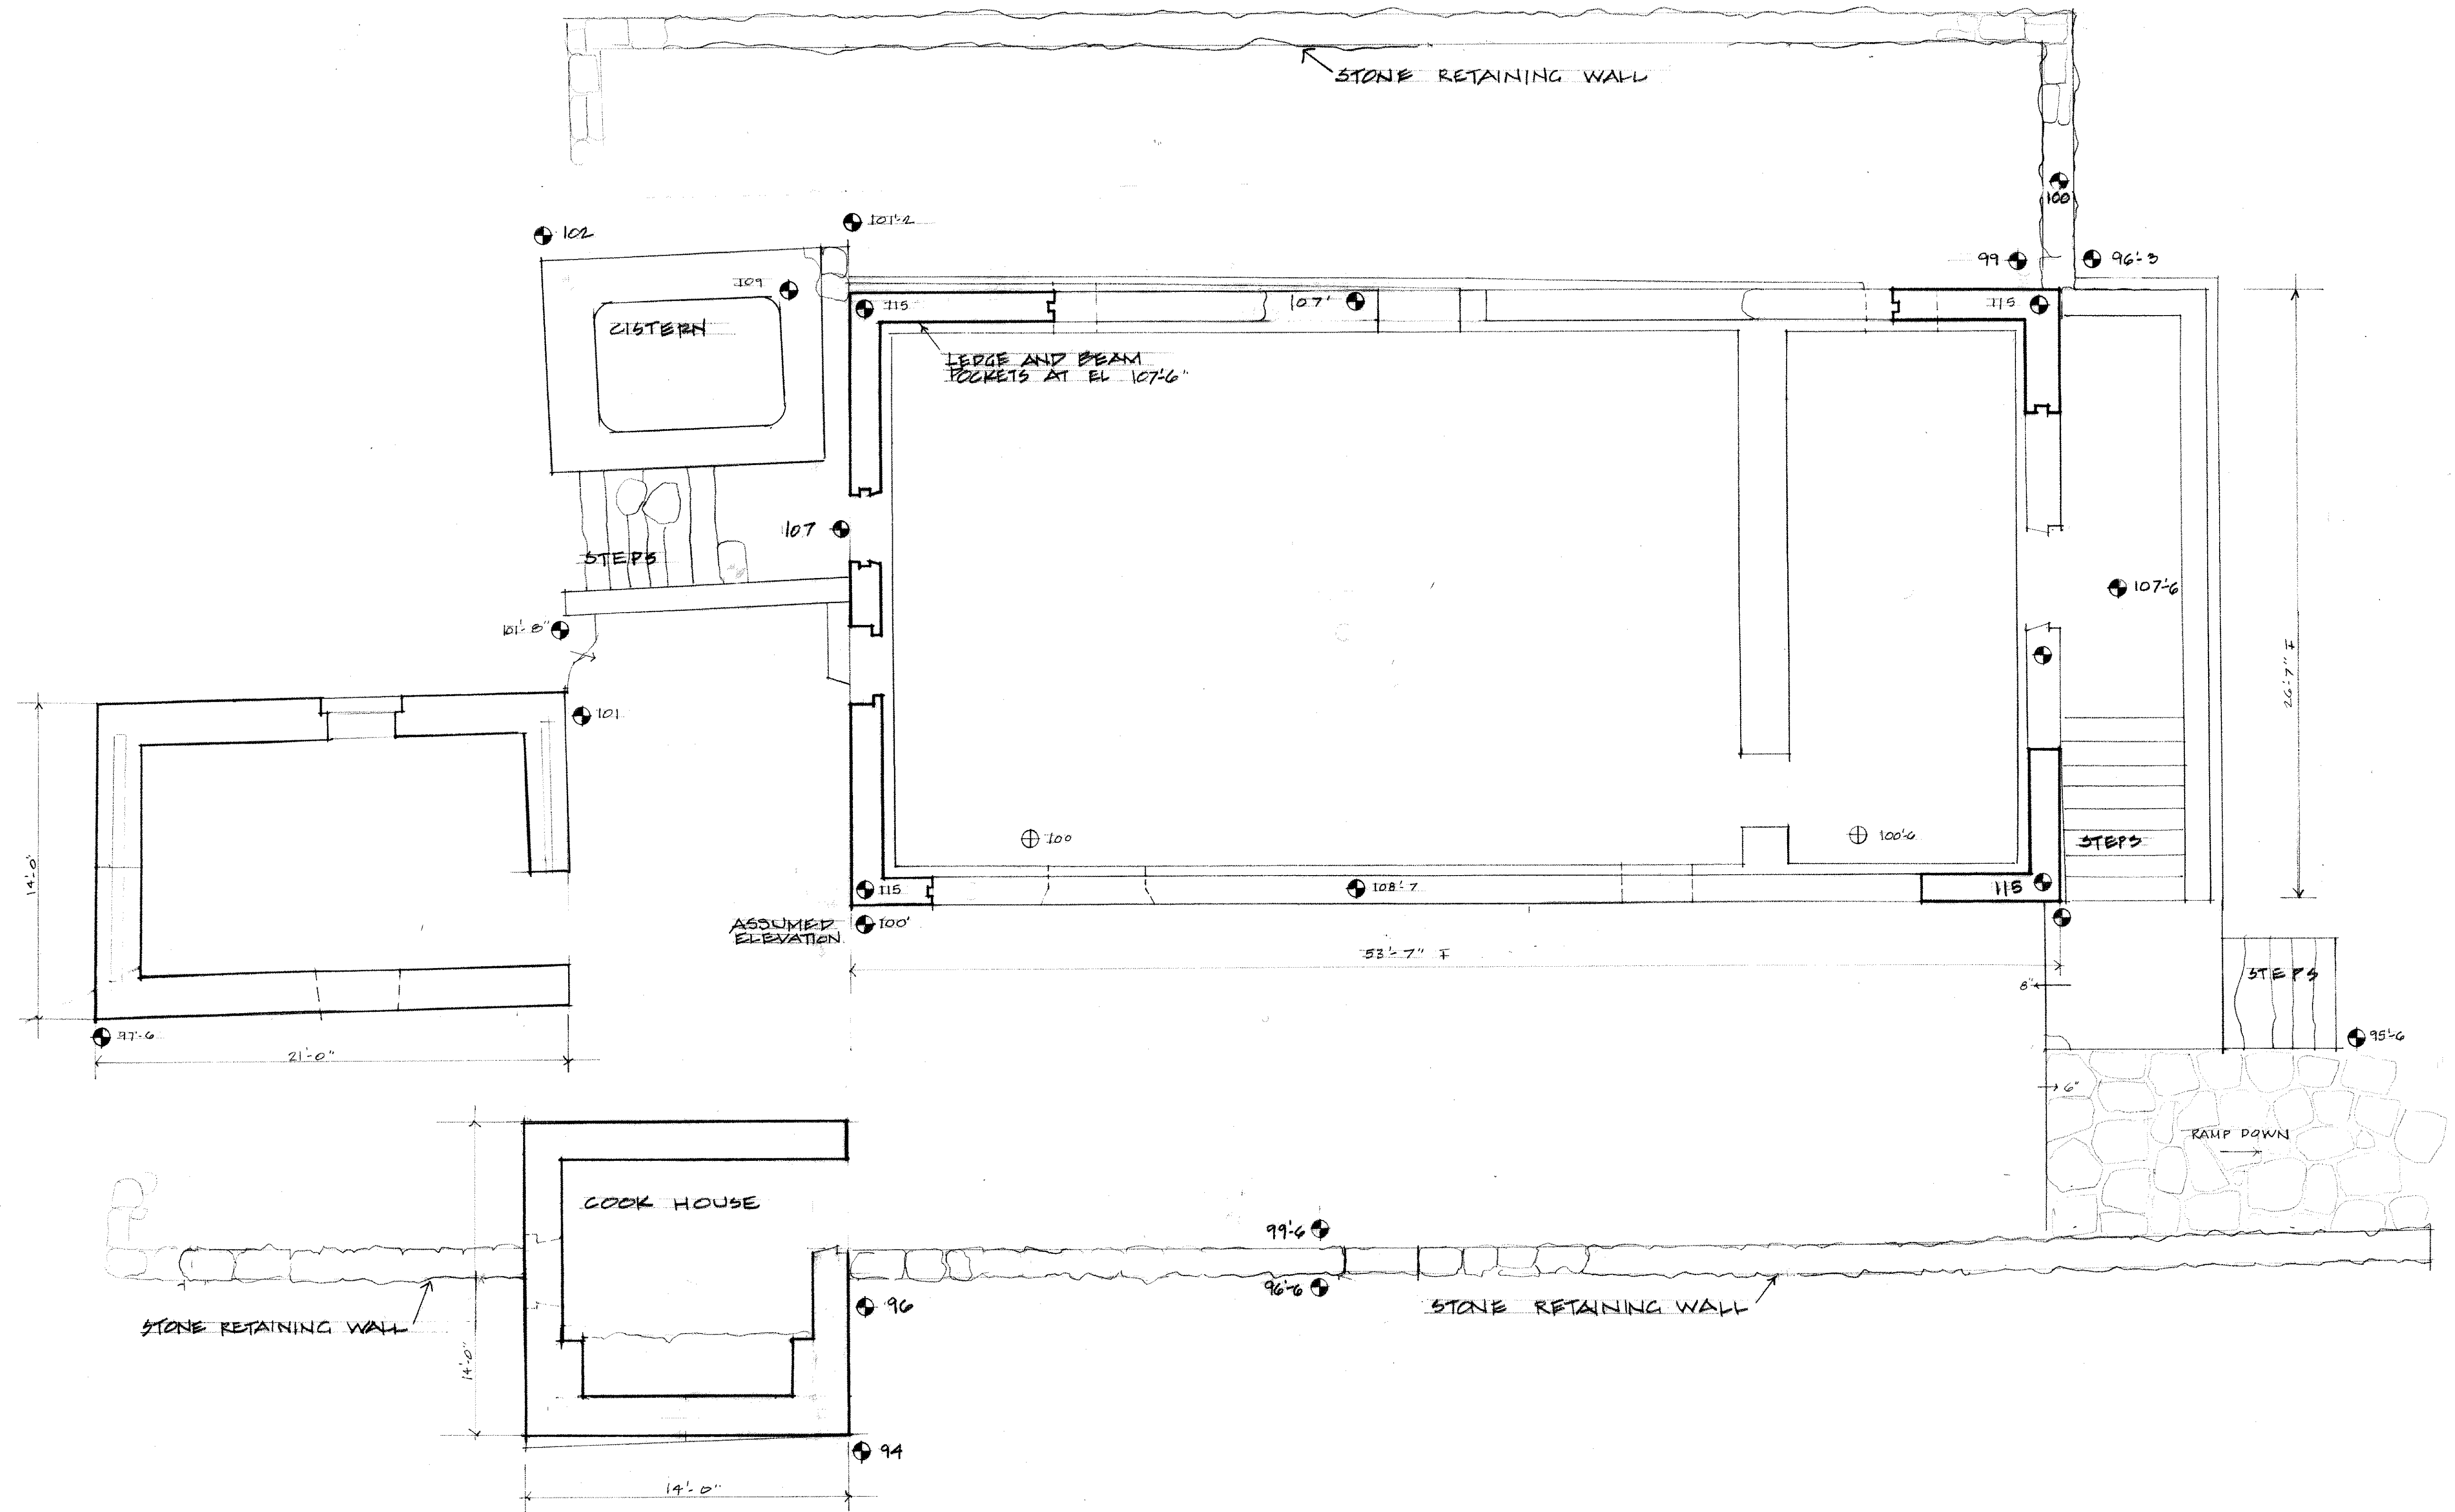 STONE RETAINING WALL
100
102
101'-2
99
96'-3
109
115
107'
115
CISTERN
LEDGE AND BEAM
POCKETS AT EL 107'-6"
107
STEPS
107'-6
101'-8"
26'-7" ±
101
14'-0"
100
100'-6
STEPS
115
108'-7
115
ASSUMED
ELEVATION
100'
53'-7" ±
STEPS
8"
97'-6
95'-6
21'-0"
6"
RAMP DOWN
COOK HOUSE
99'-6
96'-6
96
STONE RETAINING WALL
STONE RETAINING WALL
14'-0"
94
14'-0"